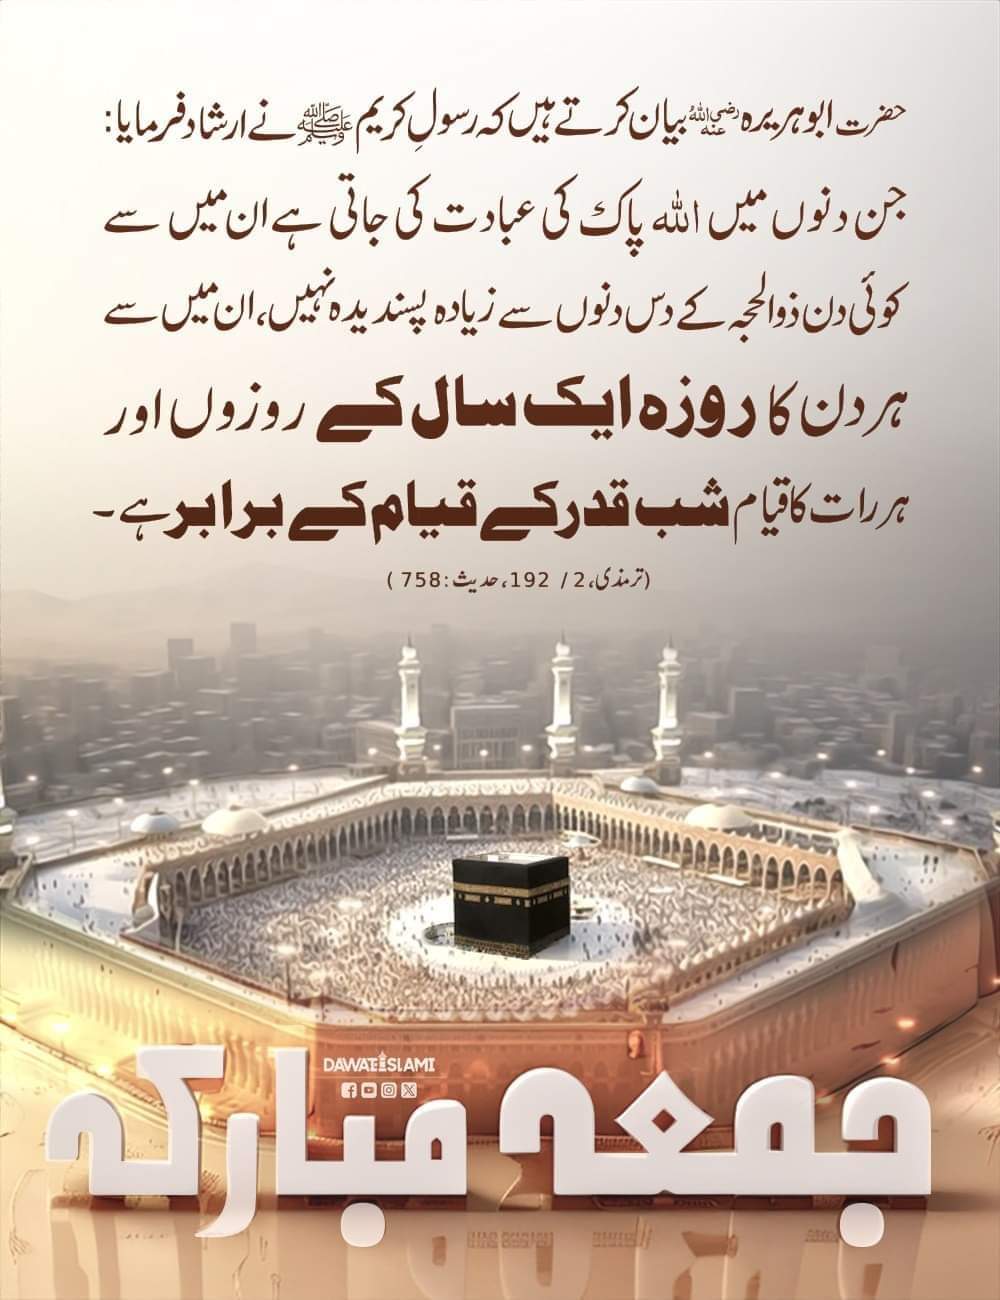 حضرت ابوہریرہ رضی اللہ عنہ بیان کرتے ہیں کہ رسولِ کریم ﷺ نے ارشاد فرمایا:
جن دنوں میں اللہ پاک کی عبادت کی جاتی ہے ان میں سے
کوئی دن ذوالحجہ کے دس دنوں سے زیادہ پسندیدہ نہیں، ان میں سے
ہر دن کا روزہ ایک سال کے روزوں اور
ہر رات کا قیام شب قدر کے قیام کے برابر ہے۔
(ترمذی، 2/ 192، حدیث: 758)
DAWATEISLAMI
جمعہ مبارکہ